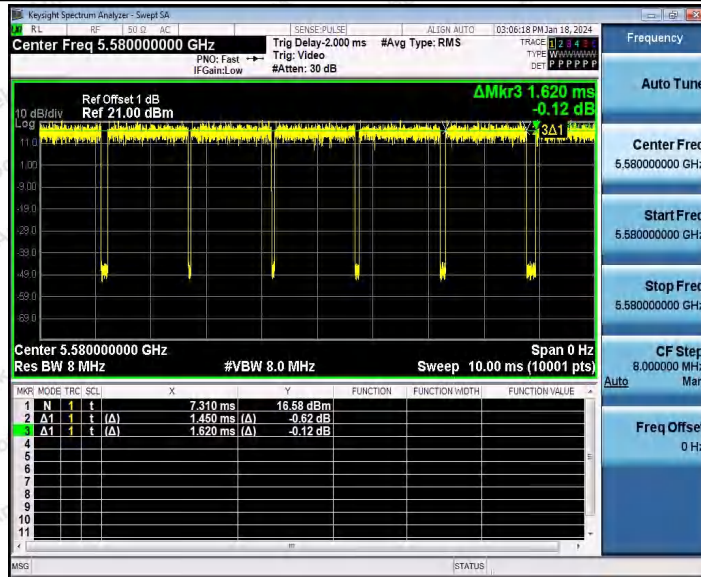 Keysight Spectrum Analyzer - Swept SA
RL RF 50 Ω AC SENSE:PULSE ALIGN AUTO 03:06:18 PM Jan 18, 2024
Center Freq 5.580000000 GHz
PNO: Fast
IFGain:Low
Trig Delay-2.000 ms
Trig: Video
#Atten: 30 dB
#Avg Type: RMS
TRACE 1 2 3 4 5 6
TYPE
DET P P P P P P
Frequency
Auto Tune
Center Freq
5.580000000 GHz
Start Freq
5.580000000 GHz
Stop Freq
5.580000000 GHz
CF Step
8.000000 MHz
Auto Man
Freq Offset
0 Hz
ΔMkr3 1.620 ms
-0.12 dB
Ref Offset 1 dB
10 dB/div Ref 21.00 dBm
Log
3Δ1
11.0
1.00
-9.00
-19.0
-29.0
-39.0
-49.0
-59.0
-69.0
Center 5.580000000 GHz Span 0 Hz
Res BW 8 MHz #VBW 8.0 MHz Sweep 10.00 ms (10001 pts)
MKR MODE TRC SCL X Y FUNCTION FUNCTION WIDTH FUNCTION VALUE
1 N 1 t 7.310 ms 16.58 dBm
2 Δ1 1 t (Δ) 1.450 ms (Δ) -0.62 dB
3 Δ1 1 t (Δ) 1.620 ms (Δ) -0.12 dB
4
5
6
7
8
9
10
11
MSG STATUS